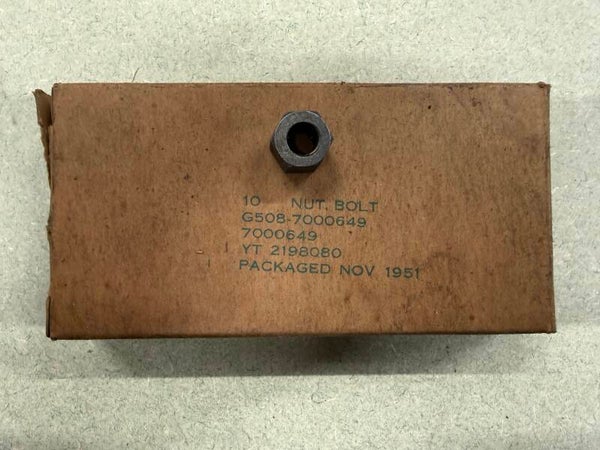 10 NUT, BOLT
G508-7000649
7000649
YT 2198080
PACKAGED NOV 1951